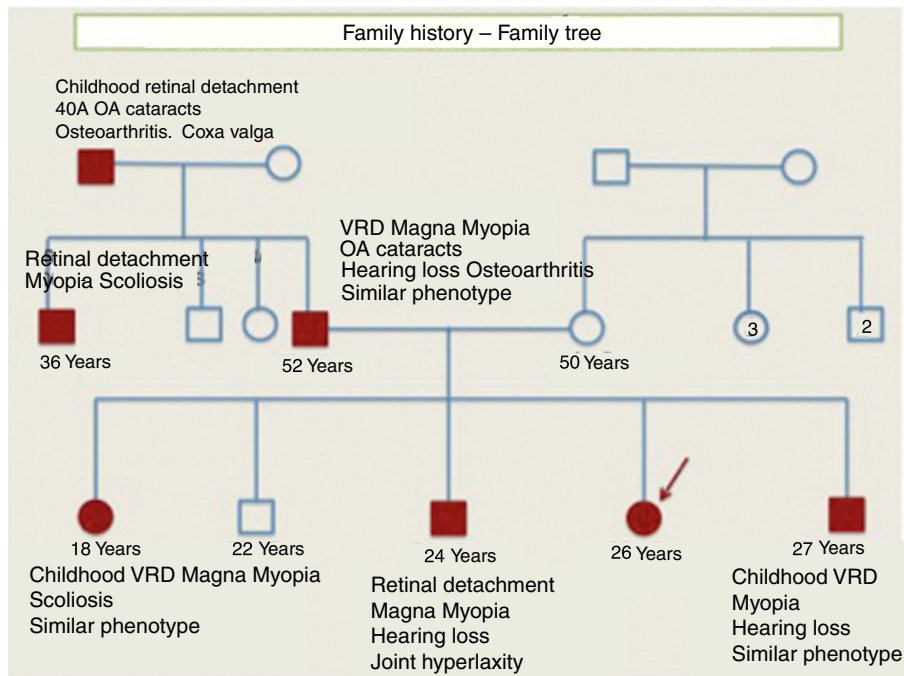 Family history – Family tree
Childhood retinal detachment
40A OA cataracts
Osteoarthritis. Coxa valga
VRD Magna Myopia
OA cataracts
Hearing loss Osteoarthritis
Similar phenotype
Retinal detachment
Myopia Scoliosis
36 Years
52 Years
50 Years
3
2
18 Years
Childhood VRD Magna Myopia
Scoliosis
Similar phenotype
22 Years
24 Years
Retinal detachment
Magna Myopia
Hearing loss
Joint hyperlaxity
26 Years
27 Years
Childhood VRD
Myopia
Hearing loss
Similar phenotype